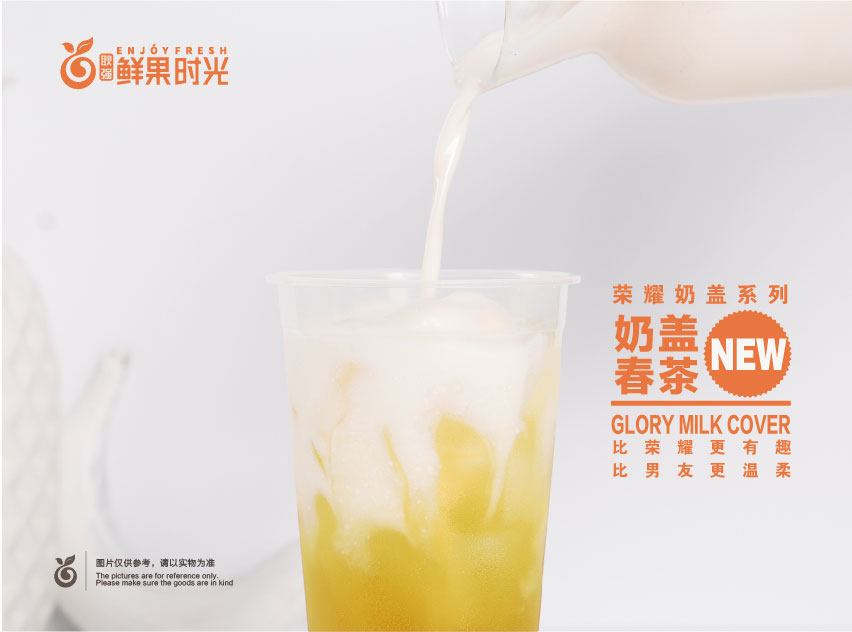 ENJOY FRESH
耿强
鲜果时光
荣耀奶盖系列
奶盖
春茶
NEW
GLORY MILK COVER
比荣耀更有趣
比男友更温柔
图片仅供参考，请以实物为准
The pictures are for reference only.
Please make sure the goods are in kind